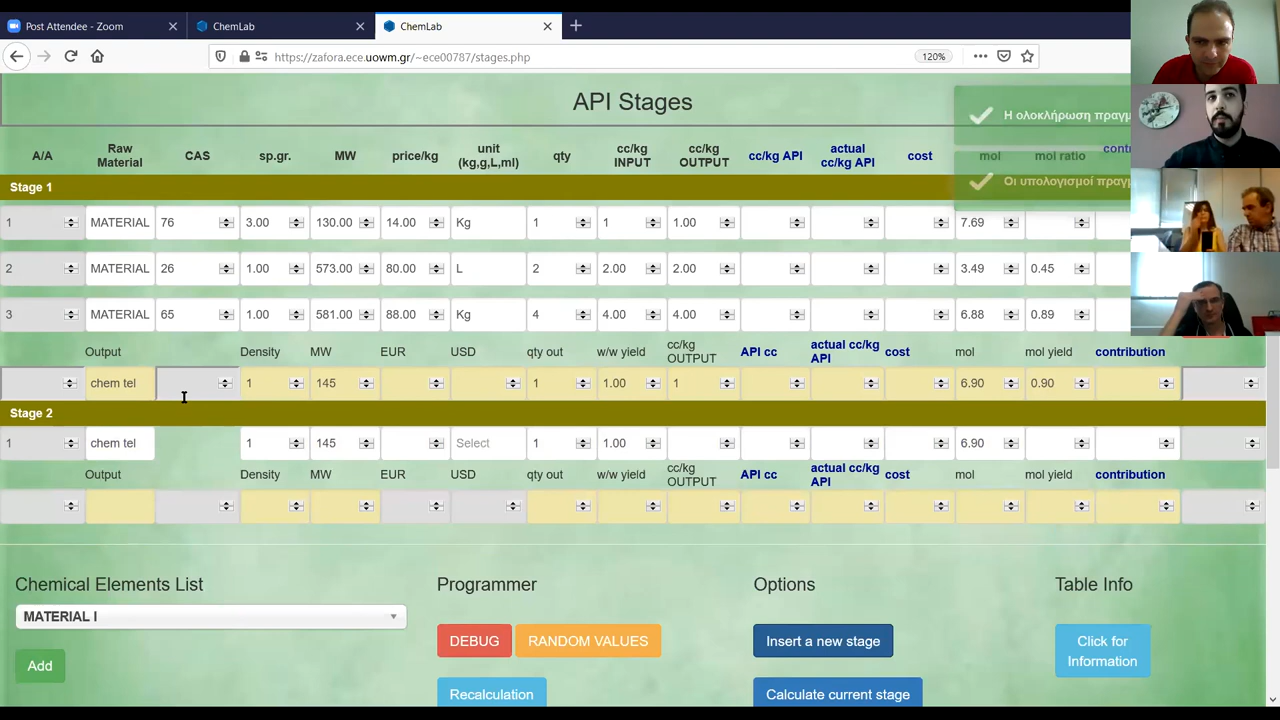 Post Attendee - Zoom
ChemLab
ChemLab
https://zafora.ece.uowm.gr/~ece00787/stages.php
120%
API Stages
Η ολοκλήρωση πραγμ
Οι υπολογισμοί πραγμ
A/A Raw Material CAS sp.gr. MW price/kg unit (kg,g,L,ml) qty cc/kg INPUT cc/kg OUTPUT cc/kg API actual cc/kg API cost mol mol ratio
Stage 1
1 MATERIAL 76 3.00 130.00 14.00 Kg 1 1 1.00 7.69
2 MATERIAL 26 1.00 573.00 80.00 L 2 2.00 2.00 3.49 0.45
3 MATERIAL 65 1.00 581.00 88.00 Kg 4 4.00 4.00 6.88 0.89
Output Density MW EUR USD qty out w/w yield cc/kg OUTPUT API cc actual cc/kg API cost mol mol yield contribution
chem tel 1 145 1 1.00 1 6.90 0.90
Stage 2
1 chem tel 1 145 Select 1 1.00 6.90
Output Density MW EUR USD qty out w/w yield cc/kg OUTPUT API cc actual cc/kg API cost mol mol yield contribution
Chemical Elements List Programmer Options Table Info
MATERIAL I
DEBUG RANDOM VALUES Insert a new stage Click for Information
Add
Recalculation Calculate current stage